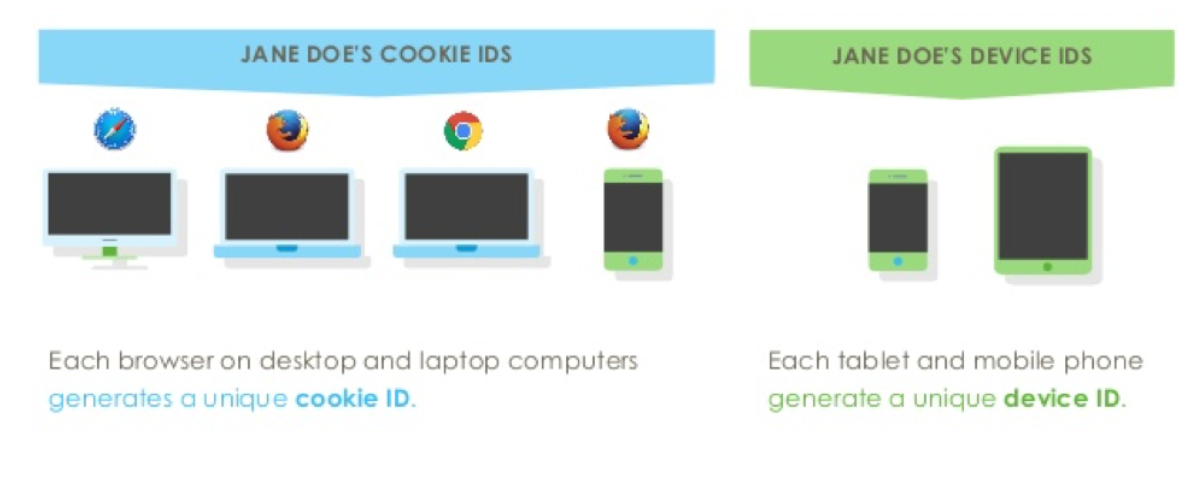 JANE DOE'S COOKIE IDS
JANE DOE'S DEVICE IDS
Each browser on desktop and laptop computers
generates a unique cookie ID.
Each tablet and mobile phone
generate a unique device ID.